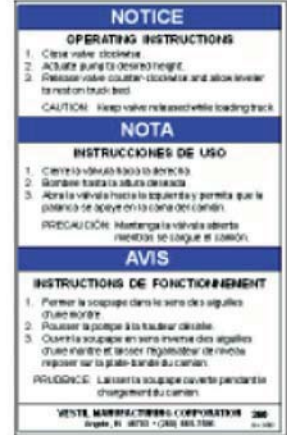 NOTICE
OPERATING INSTRUCTIONS
1. Close valve clockwise.
2. Actuate pump to desired height.
3. Release valve counter-clockwise and allow leveler
to rest on truck bed.
CAUTION: Keep valve released while loading truck.
NOTA
INSTRUCCIONES DE USO
1. Cierre la válvula hacia la derecha.
2. Bombee hasta la altura deseada.
3. Abra la válvula hacia la izquierda y permita que la
palanca se apoye en la cama del camión.
PRECAUCIÓN: Mantenga la válvula abierta
mientras se cargue el camión.
AVIS
INSTRUCTIONS DE FONCTIONNEMENT
1. Fermer la soupape dans le sens des aiguilles
d'une montre.
2. Pousser la pompe à la hauteur désirée.
3. Ouvrir la soupape en sens inverse des aiguilles
d'une montre et laisser l'égalisateur de niveau
reposer sur la plate-bande du camion.
PRUDENCE: Laisser la soupape ouverte pendant le
chargement du camion.
VESTIL MANUFACTURING CORPORATION
Angola, IN 46703 • (260) 665-7586